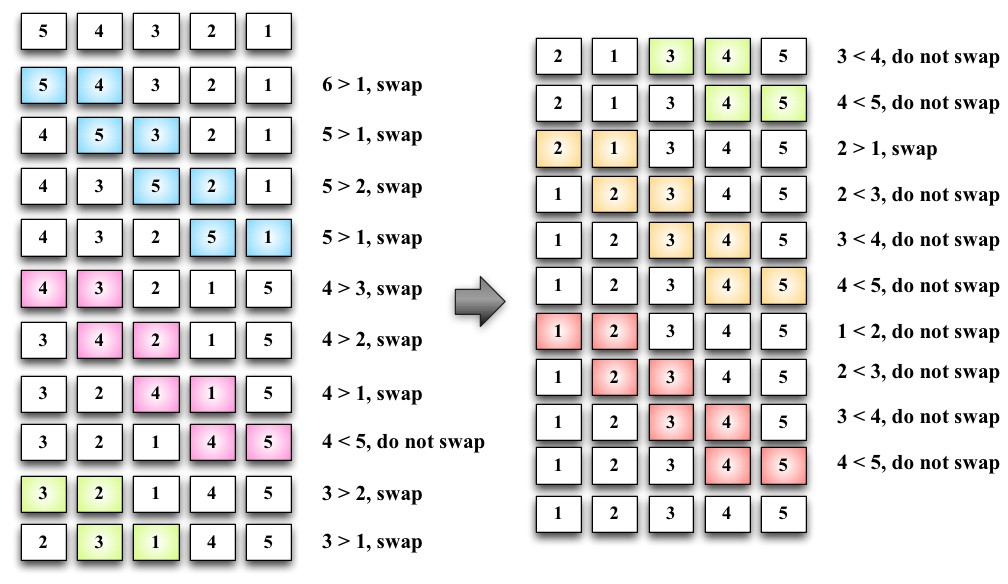 5 4 3 2 1
5 4 3 2 1 6 > 1, swap
4 5 3 2 1 5 > 1, swap
4 3 5 2 1 5 > 2, swap
4 3 2 5 1 5 > 1, swap
4 3 2 1 5 4 > 3, swap
3 4 2 1 5 4 > 2, swap
3 2 4 1 5 4 > 1, swap
3 2 1 4 5 4 < 5, do not swap
3 2 1 4 5 3 > 2, swap
2 3 1 4 5 3 > 1, swap
2 1 3 4 5 3 < 4, do not swap
2 1 3 4 5 4 < 5, do not swap
2 1 3 4 5 2 > 1, swap
1 2 3 4 5 2 < 3, do not swap
1 2 3 4 5 3 < 4, do not swap
1 2 3 4 5 4 < 5, do not swap
1 2 3 4 5 1 < 2, do not swap
1 2 3 4 5 2 < 3, do not swap
1 2 3 4 5 3 < 4, do not swap
1 2 3 4 5 4 < 5, do not swap
1 2 3 4 5